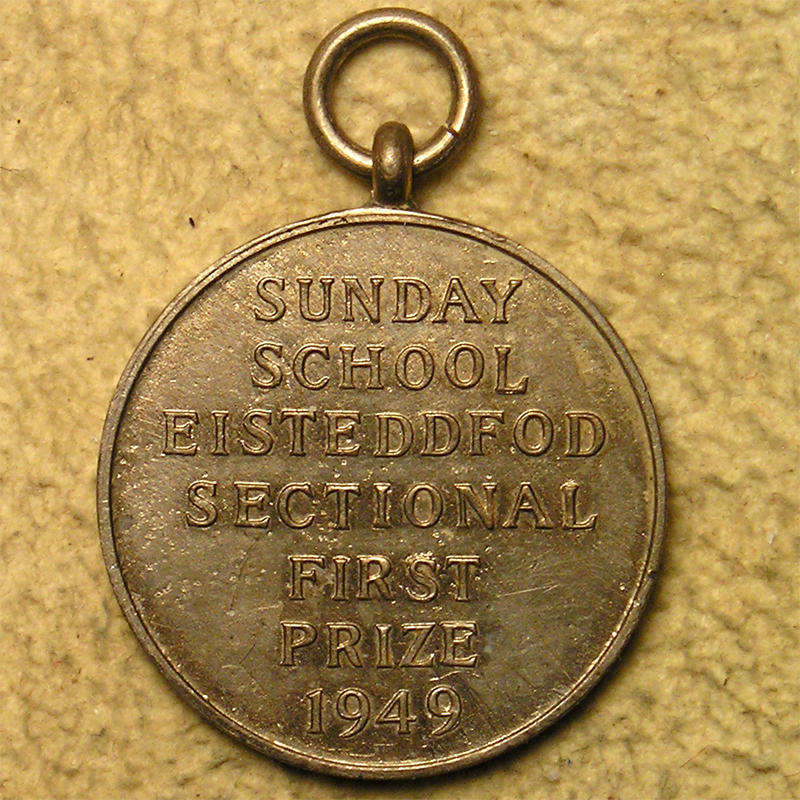 SUNDAY
SCHOOL
EISTEDDFOD
SECTIONAL
FIRST
PRIZE
1949